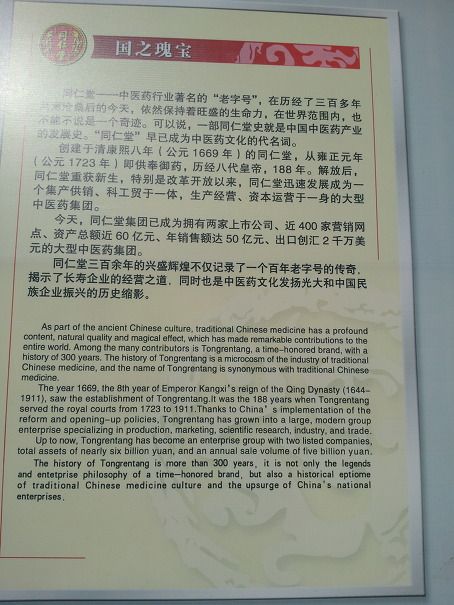 国之瑰宝
同仁堂——中医药行业著名的“老字号”，在历经了三百多年
沧桑后的今天，依然保持着旺盛的生命力，在世界范围内，也
不能不说是一个奇迹。可以说，一部同仁堂史就是中国中医药产业
的发展史。“同仁堂”早已成为中医药文化的代名词。
创建于清康熙八年（公元1669年）的同仁堂，从雍正元年
（公元1723年）即供奉御药，历经八代皇帝，188年。解放后，
同仁堂重获新生，特别是改革开放以来，同仁堂迅速发展成为一
个集产供销、科工贸于一体，生产经营、资本运营于一身的大型
中医药集团。
今天，同仁堂集团已成为拥有两家上市公司、近400家营销网
点、资产总额近60亿元、年销售额达50亿元、出口创汇2千万美
元的大型中医药集团。
同仁堂三百余年的兴盛辉煌不仅记录了一个百年老字号的传奇，
揭示了长寿企业的经营之道，同时也是中医药文化发扬光大和中国民
族企业振兴的历史缩影。
As part of the ancient Chinese culture, traditional Chinese medicine has a profound
content, natural quality and magical effect, which has made remarkable contributions to the
entire world. Among the many contributors is Tongrentang, a time-honored brand, with a
history of 300 years. The history of Tongrentang is a microcosm of the industry of traditional
Chinese medicine, and the name of Tongrentang is synonymous with traditional Chinese
medicine.
The year 1669, the 8th year of Emperor Kangxi's reign of the Qing Dynasty (1644-
1911), saw the establishment of Tongrentang.It was the 188 years when Tongrentang
served the royal courts from 1723 to 1911.Thanks to China's implementation of the
reform and opening-up policies, Tongrentang has grown into a large, modern group
enterprise specializing in production, marketing, scientific research, industry, and trade.
Up to now, Tongrentang has become an enterprise group with two listed companies,
total assets of nearly six billion yuan, and an annual sale volume of five billion yuan.
The history of Tongrentang is more than 300 years, it is not only the legends
and entetprise philosophy of a time-honored brand, but also a historical eptiome
of traditional Chinese medicine culture and the upsurge of China's national
enterprises.